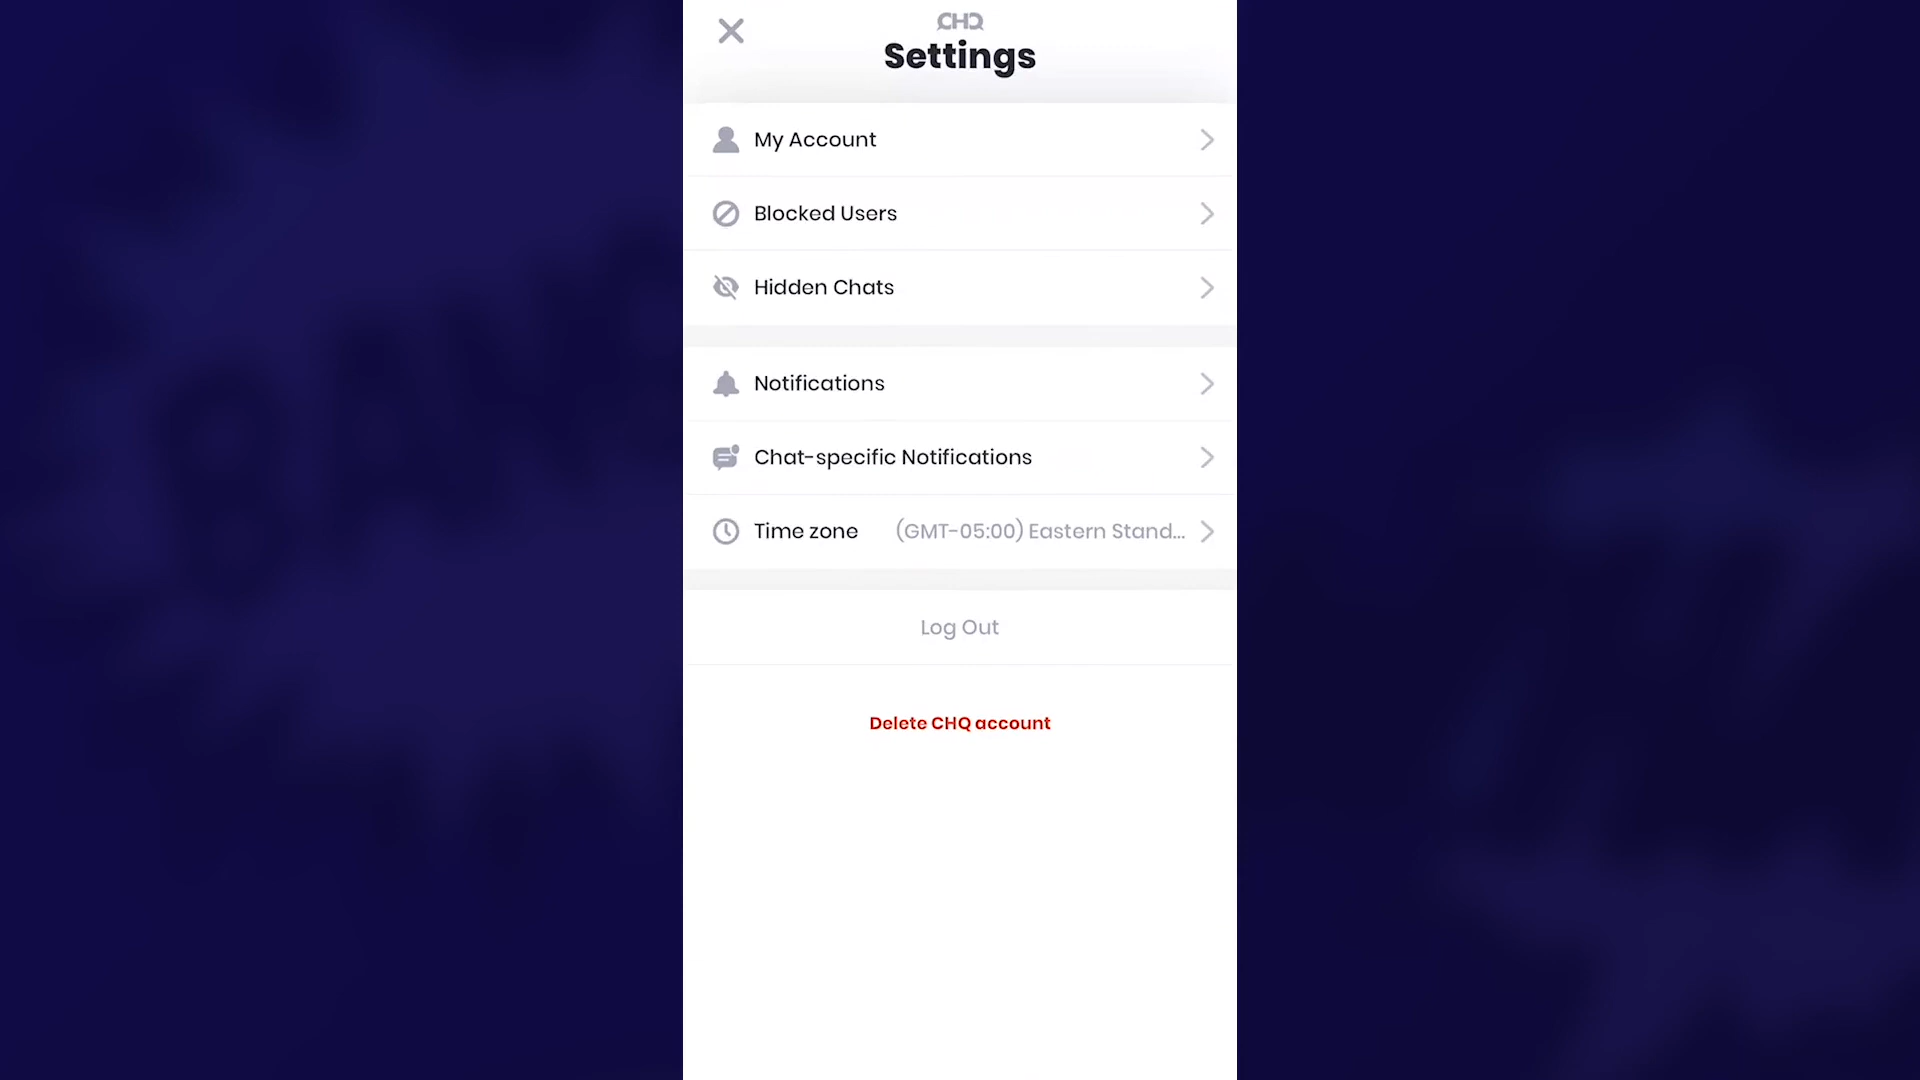 CHQ
Settings
My Account
Blocked Users
Hidden Chats
Notifications
Chat-specific Notifications
Time zone (GMT-05:00) Eastern Stand...
Log Out
Delete CHQ account